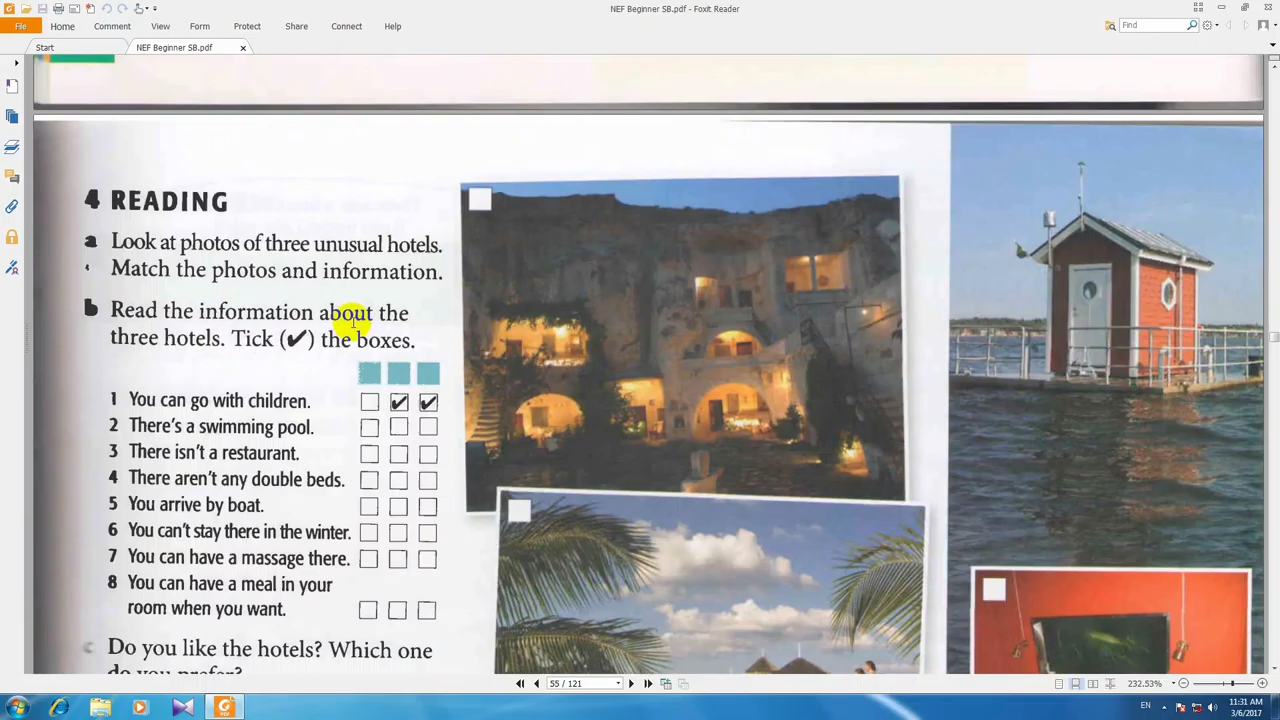 NEF Beginner SB.pdf - Foxit Reader
File Home Comment View Form Protect Share Connect Help
Find
Start
NEF Beginner SB.pdf
4 READING
a Look at photos of three unusual hotels.
Match the photos and information.
b Read the information about the
three hotels. Tick (✔) the boxes.
1 You can go with children.
2 There's a swimming pool.
3 There isn't a restaurant.
4 There aren't any double beds.
5 You arrive by boat.
6 You can't stay there in the winter.
7 You can have a massage there.
8 You can have a meal in your
room when you want.
c Do you like the hotels? Which one
do you prefer?
55 / 121
232.53%
EN
11:31 AM
3/6/2017